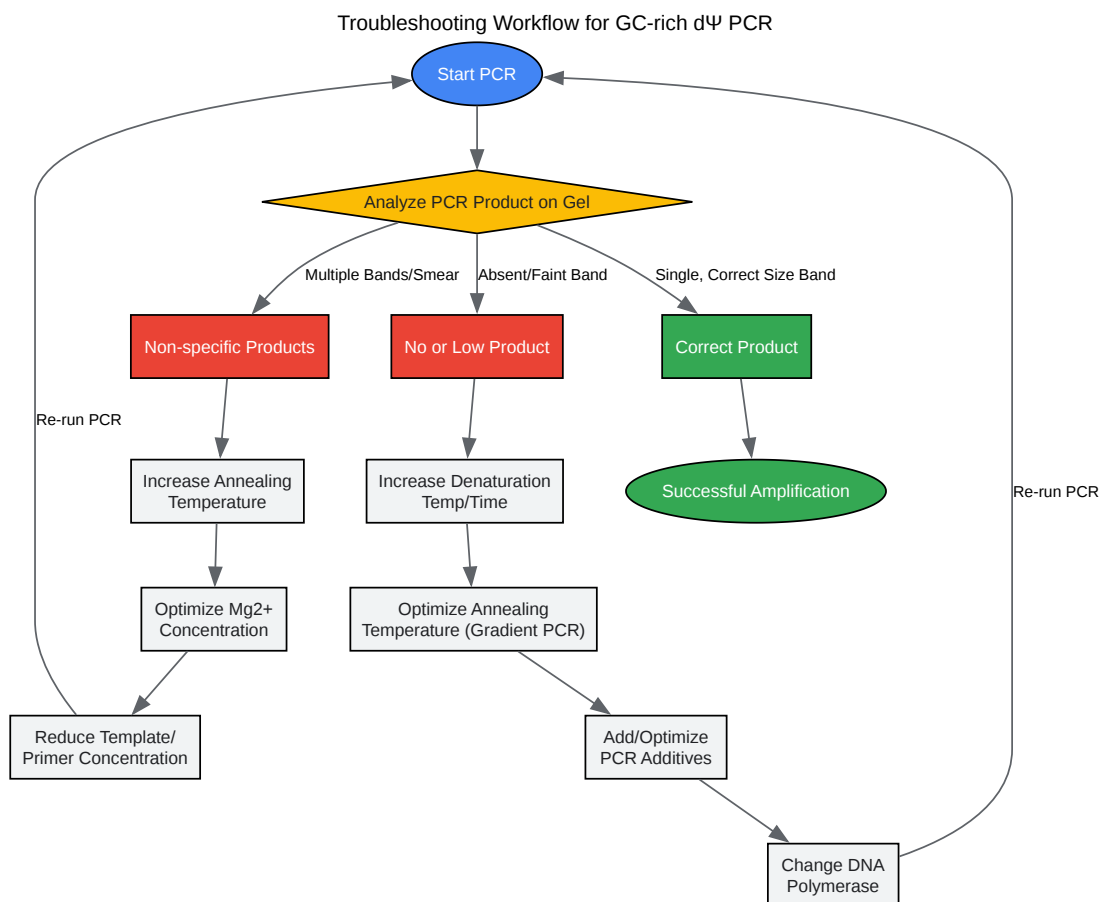 Troubleshooting Workflow for GC-rich dΨ PCR
Start PCR
Analyze PCR Product on Gel
Multiple Bands/Smear
Absent/Faint Band
Single, Correct Size Band
Non-specific Products
No or Low Product
Correct Product
Re-run PCR
Increase Annealing
Temperature
Increase Denaturation
Temp/Time
Successful Amplification
Re-run PCR
Optimize Mg2+
Concentration
Optimize Annealing
Temperature (Gradient PCR)
Reduce Template/
Primer Concentration
Add/Optimize
PCR Additives
Change DNA
Polymerase